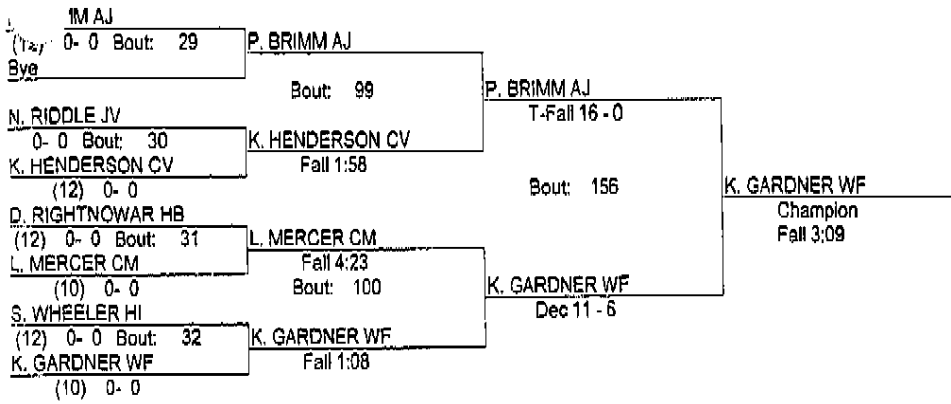 IM AJ
0- 0 Bout: 29
Bye
P. BRIMM AJ
Bout: 99
N. RIDDLE JV
0- 0 Bout: 30
K. HENDERSON CV
(12) 0- 0
K. HENDERSON CV
Fall 1:58
P. BRIMM AJ
T-Fall 16 - 0
Bout: 156
D. RIGHTNOWAR HB
(12) 0- 0 Bout: 31
L. MERCER CM
(10) 0- 0
L. MERCER CM
Fall 4:23
Bout: 100
S. WHEELER HI
(12) 0- 0 Bout: 32
K. GARDNER WF
(10) 0- 0
K. GARDNER WF
Fall 1:08
K. GARDNER WF
Dec 11 - 6
K. GARDNER WF
Champion
Fall 3:09